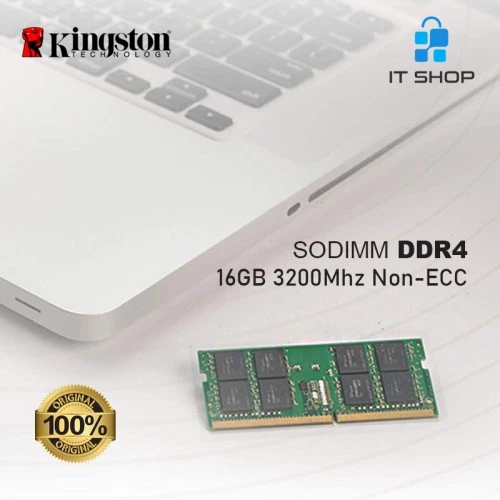 Kingston
TECHNOLOGY
IT SHOP
SODIMM DDR4
16GB 3200Mhz Non-ECC
ORIGINAL
100%
ORIGINAL